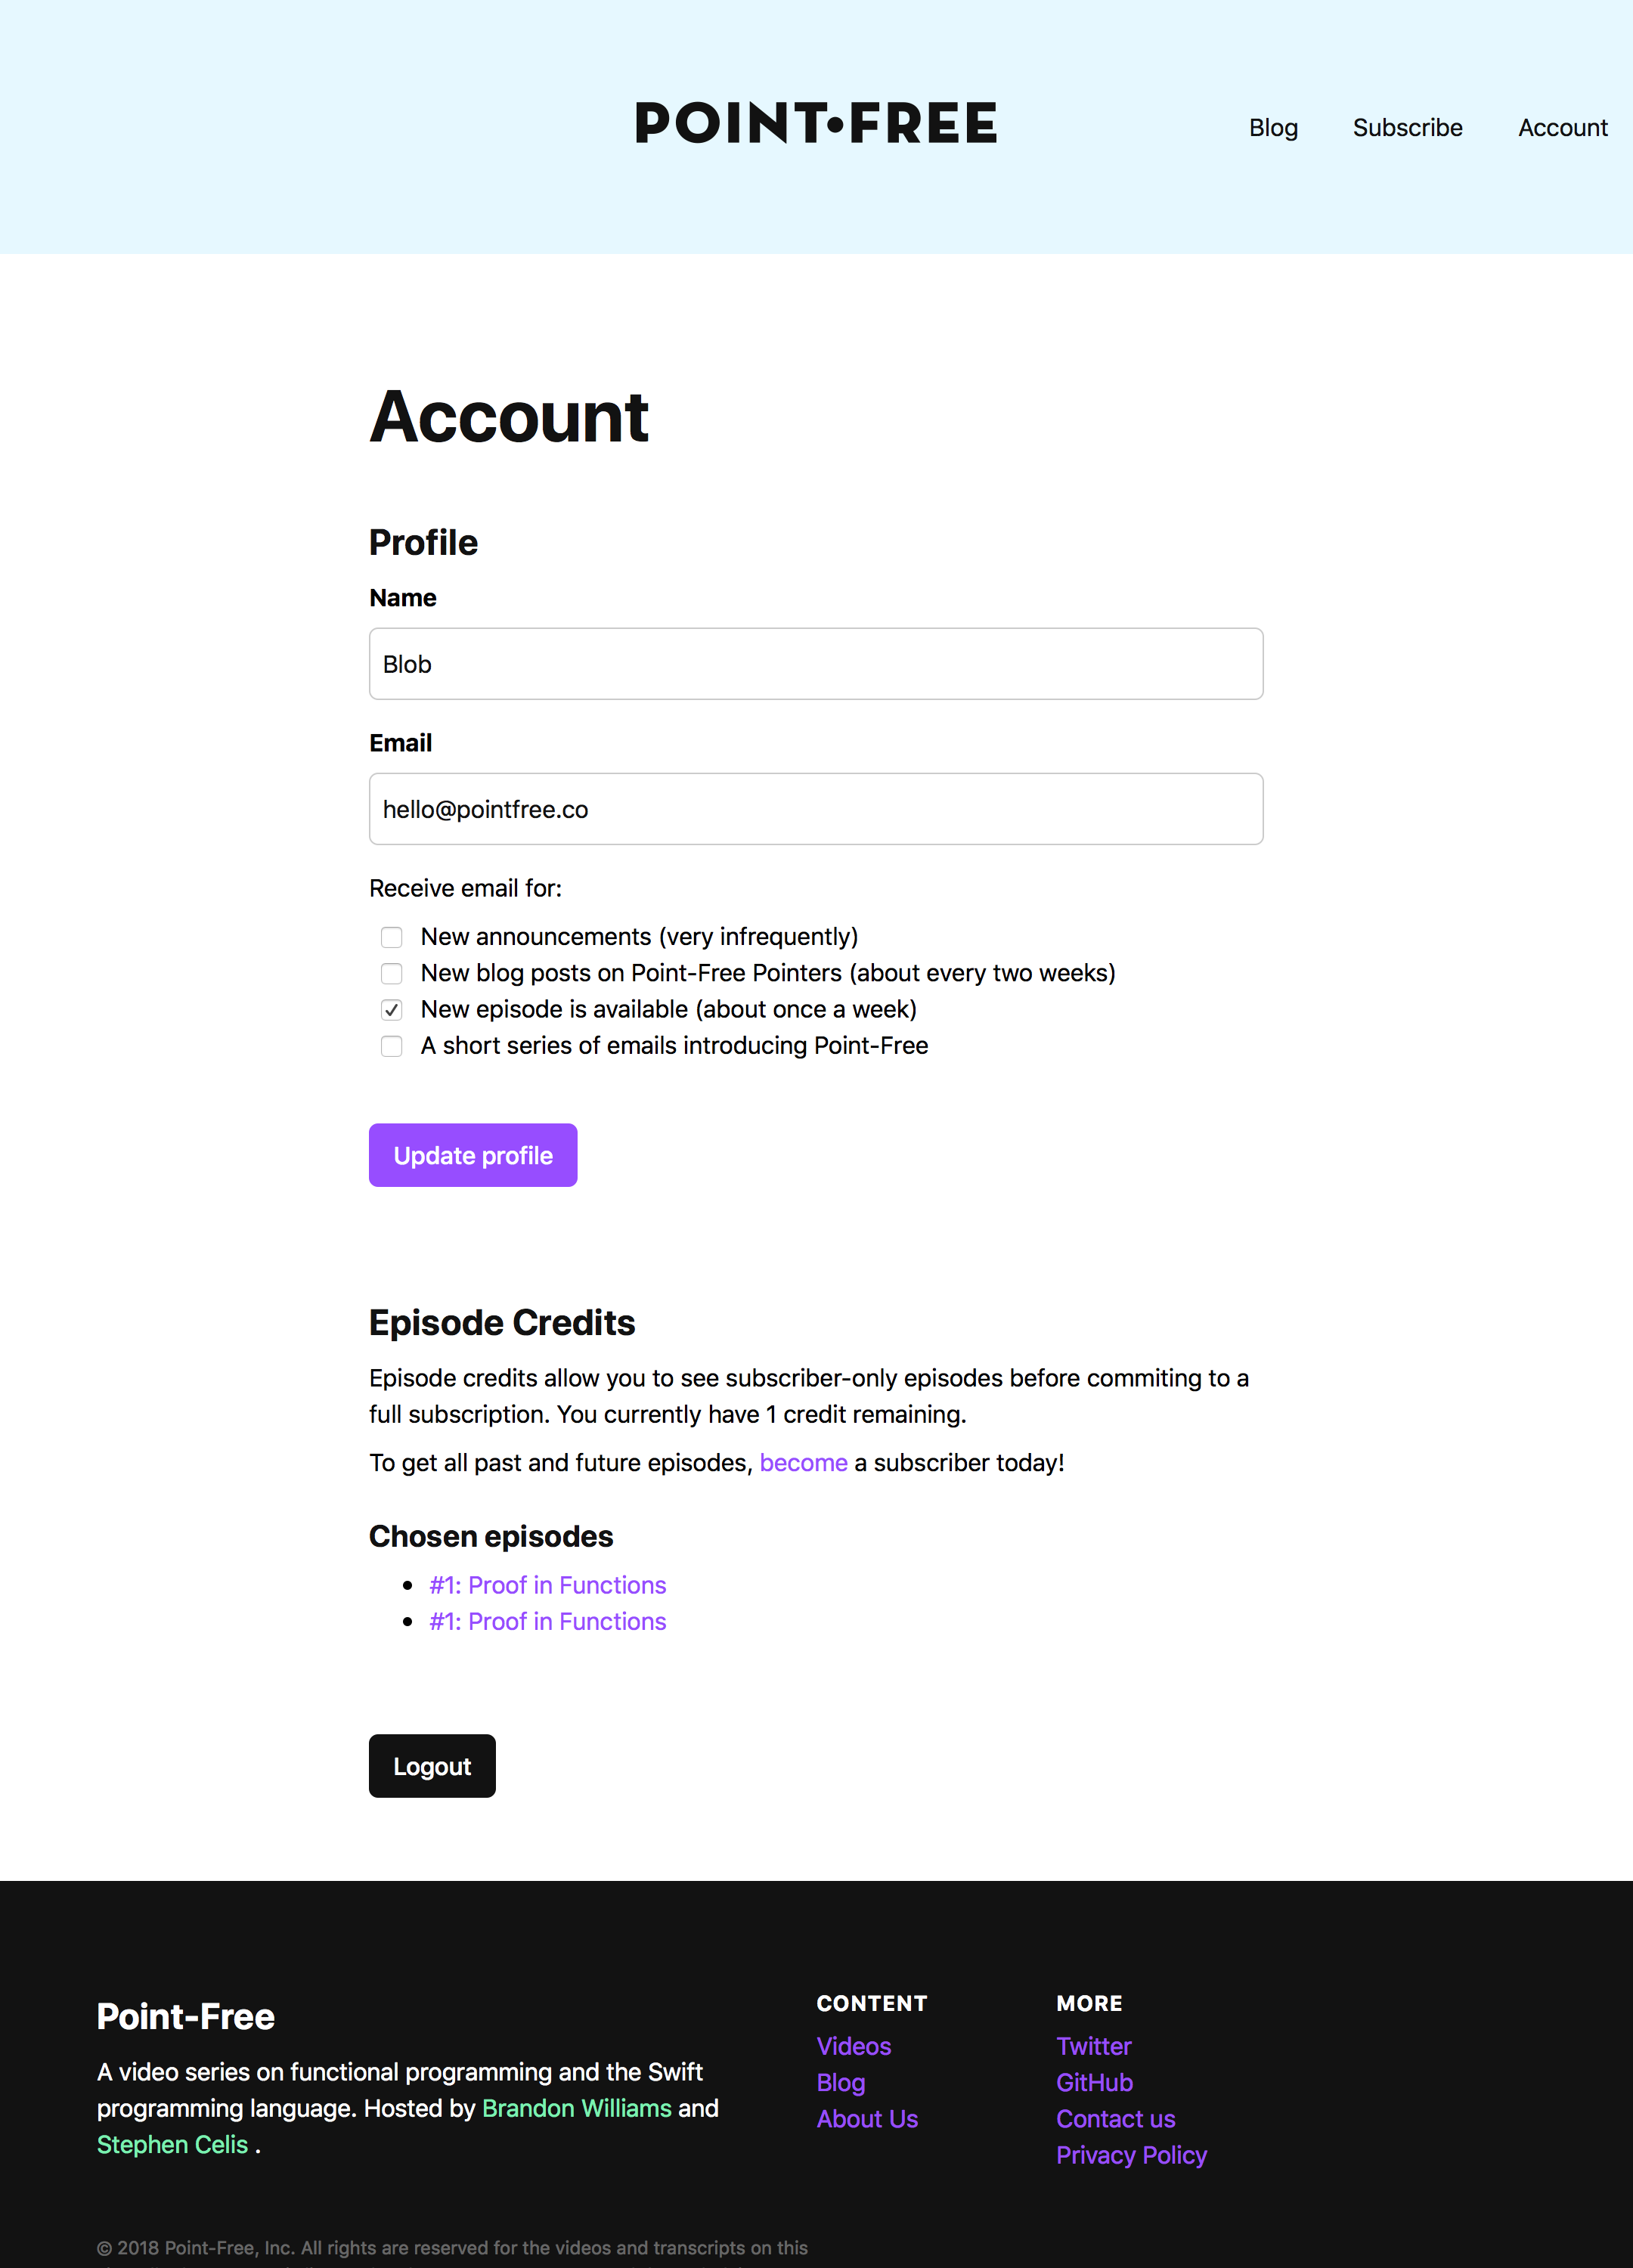 POINT•FREE
Blog Subscribe Account
Account
Profile
Name
Blob
Email
hello@pointfree.co
Receive email for:
New announcements (very infrequently)
New blog posts on Point-Free Pointers (about every two weeks)
New episode is available (about once a week)
A short series of emails introducing Point-Free
Update profile
Episode Credits
Episode credits allow you to see subscriber-only episodes before commiting to a
full subscription. You currently have 1 credit remaining.
To get all past and future episodes, become a subscriber today!
Chosen episodes
#1: Proof in Functions
#1: Proof in Functions
Logout
Point-Free
A video series on functional programming and the Swift
programming language. Hosted by Brandon Williams and
Stephen Celis .
CONTENT
Videos
Blog
About Us
MORE
Twitter
GitHub
Contact us
Privacy Policy
© 2018 Point-Free, Inc. All rights are reserved for the videos and transcripts on this